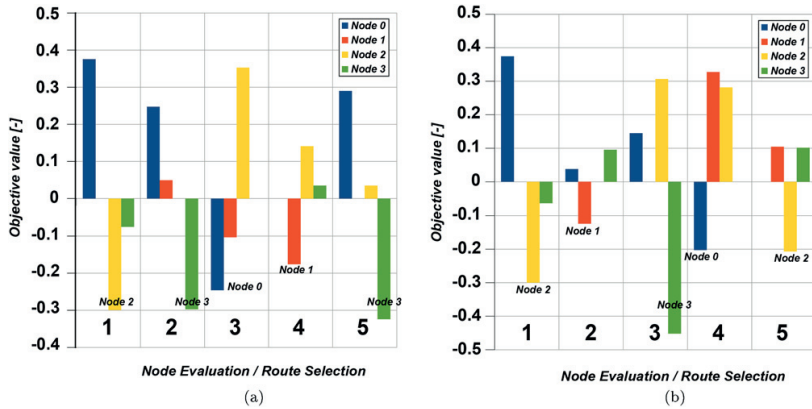 0.5
0.4
0.3
0.2
0.1
0
-0.1
-0.2
-0.3
-0.4
Objective value [-]
Node 0
Node 1
Node 2
Node 3
Node 2
Node 3
Node 0
Node 1
Node 3
1 2 3 4 5
Node Evaluation / Route Selection
(a)
0.5
0.4
0.3
0.2
0.1
0
-0.1
-0.2
-0.3
-0.4
-0.5
Objective value [-]
Node 0
Node 1
Node 2
Node 3
Node 2
Node 1
Node 3
Node 0
Node 2
1 2 3 4 5
Node Evaluation / Route Selection
(b)